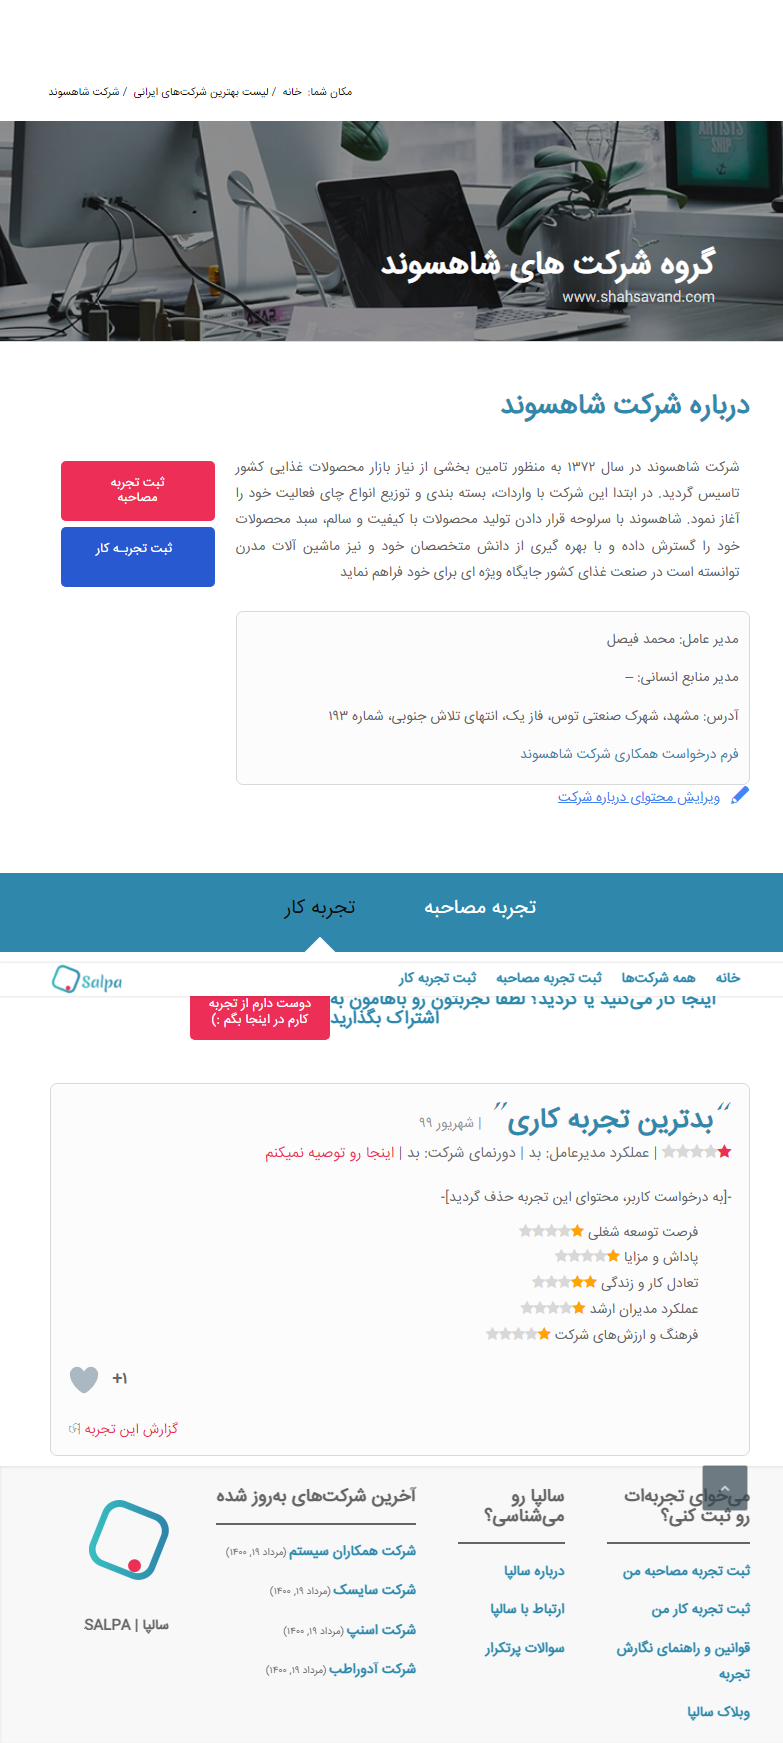 مکان شما: خانه / لیست بهترین شرکت‌های ایرانی / شرکت شاهسوند
گروه شرکت های شاهسوند
www.shahsavand.com
درباره شرکت شاهسوند
شرکت شاهسوند در سال ۱۳۷۲ به منظور تامین بخشی از نیاز بازار محصولات غذایی کشور
تاسیس گردید. در ابتدا این شرکت با واردات، بسته بندی و توزیع انواع چای فعالیت خود را
آغاز نمود. شاهسوند با سرلوحه قرار دادن تولید محصولات با کیفیت و سالم، سبد محصولات
خود را گسترش داده و با بهره گیری از دانش متخصصان خود و نیز ماشین آلات مدرن
توانسته است در صنعت غذای کشور جایگاه ویژه ای برای خود فراهم نماید
ثبت تجربه
مصاحبه
ثبت تجربـه کار
مدیر عامل: محمد فیصل
مدیر منابع انسانی: –
آدرس: مشهد، شهرک صنعتی توس، فاز یک، انتهای تلاش جنوبی، شماره ۱۹۳
فرم درخواست همکاری شرکت شاهسوند
ویرایش محتوای درباره شرکت
تجربه مصاحبه
تجربه کار
خانه
همه شرکت‌ها
ثبت تجربه مصاحبه
ثبت تجربه کار
Salpa
اینجا کار می‌کنید یا کردید؟ لطفا تجربتون رو باهامون به
اشتراک بگذارید
دوست دارم از تجربه
کارم در اینجا بگم :)
"بدترین تجربه کاری" | شهریور ۹۹
| عملکرد مدیرعامل: بد | دورنمای شرکت: بد | اینجا رو توصیه نمیکنم
-[به درخواست کاربر، محتوای این تجربه حذف گردید]-
فرصت توسعه شغلی
پاداش و مزایا
تعادل کار و زندگی
عملکرد مدیران ارشد
فرهنگ و ارزش‌های شرکت
+۱
گزارش این تجربه
می‌خوای تجربه‌ات
رو ثبت کنی؟
ثبت تجربه مصاحبه من
ثبت تجربه کار من
قوانین و راهنمای نگارش
تجربه
وبلاک سالپا
سالپا رو
می‌شناسی؟
درباره سالپا
ارتباط با سالپا
سوالات پرتکرار
آخرین شرکت‌های به‌روز شده
شرکت همکاران سیستم (مرداد ۱۹, ۱۴۰۰)
شرکت سایسک (مرداد ۱۹, ۱۴۰۰)
شرکت اسنپ (مرداد ۱۹, ۱۴۰۰)
شرکت آدوراطب (مرداد ۱۹, ۱۴۰۰)
سالپا | SALPA